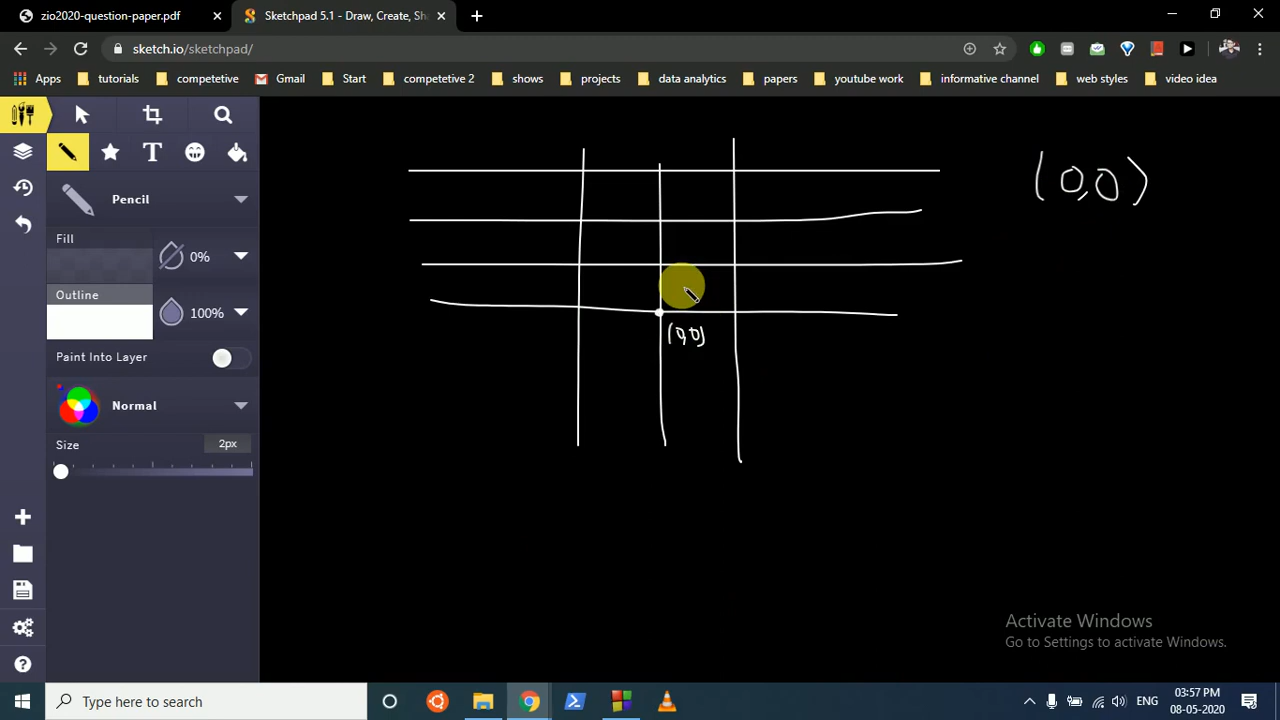 zio2020-question-paper.pdf
Sketchpad 5.1 - Draw, Create, Sha
sketch.io/sketchpad/
Apps tutorials competetive Gmail Start competetive 2 shows projects data analytics papers youtube work informative channel web styles video idea
T
Pencil
Fill
0%
Outline
100%
Paint Into Layer
Normal
Size
2px
(0,0)
(0,0)
Activate Windows
Go to Settings to activate Windows.
Type here to search
ENG
03:57 PM
08-05-2020